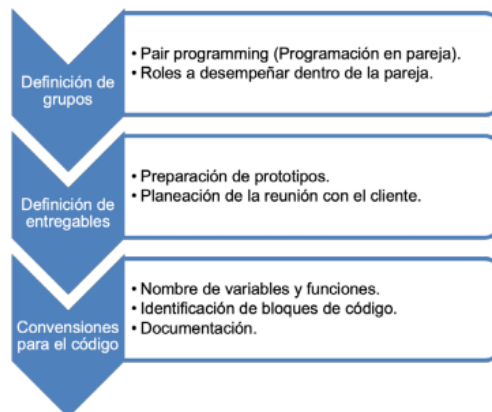 Definición de
grupos
• Pair programming (Programación en pareja).
• Roles a desempeñar dentro de la pareja.
Definición de
entregables
• Preparación de prototipos.
• Planeación de la reunión con el cliente.
Convensiones
para el código
• Nombre de variables y funciones.
• Identificación de bloques de código.
• Documentación.